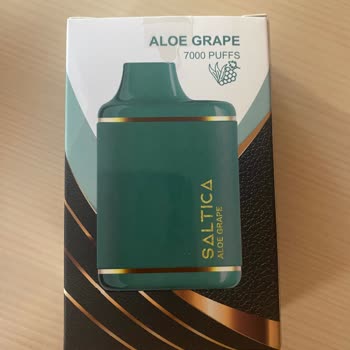 ALOE GRAPE
7000 PUFFS
SALTICA
ALOE GRAPE